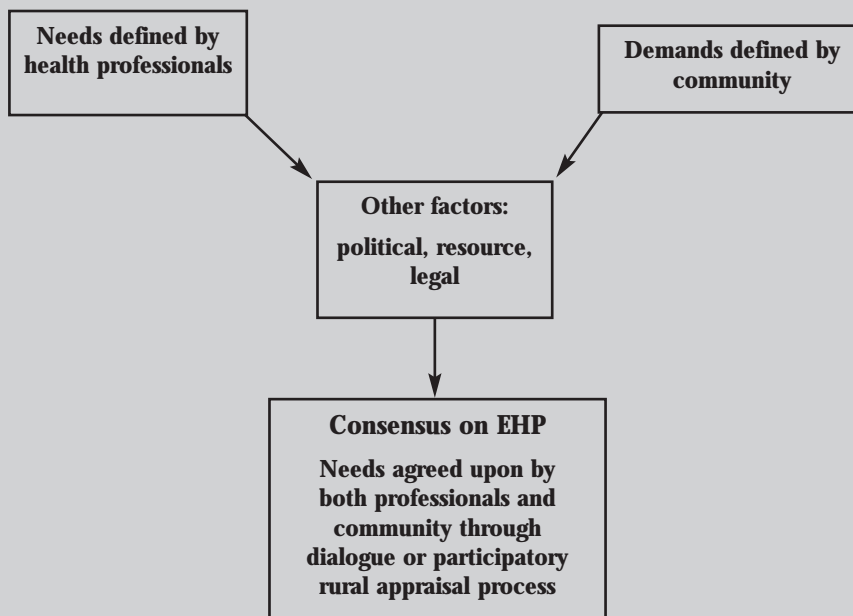 Needs defined by
health professionals
Demands defined by
community
Other factors:
political, resource,
legal
Consensus on EHP
Needs agreed upon by
both professionals and
community through
dialogue or participatory
rural appraisal process